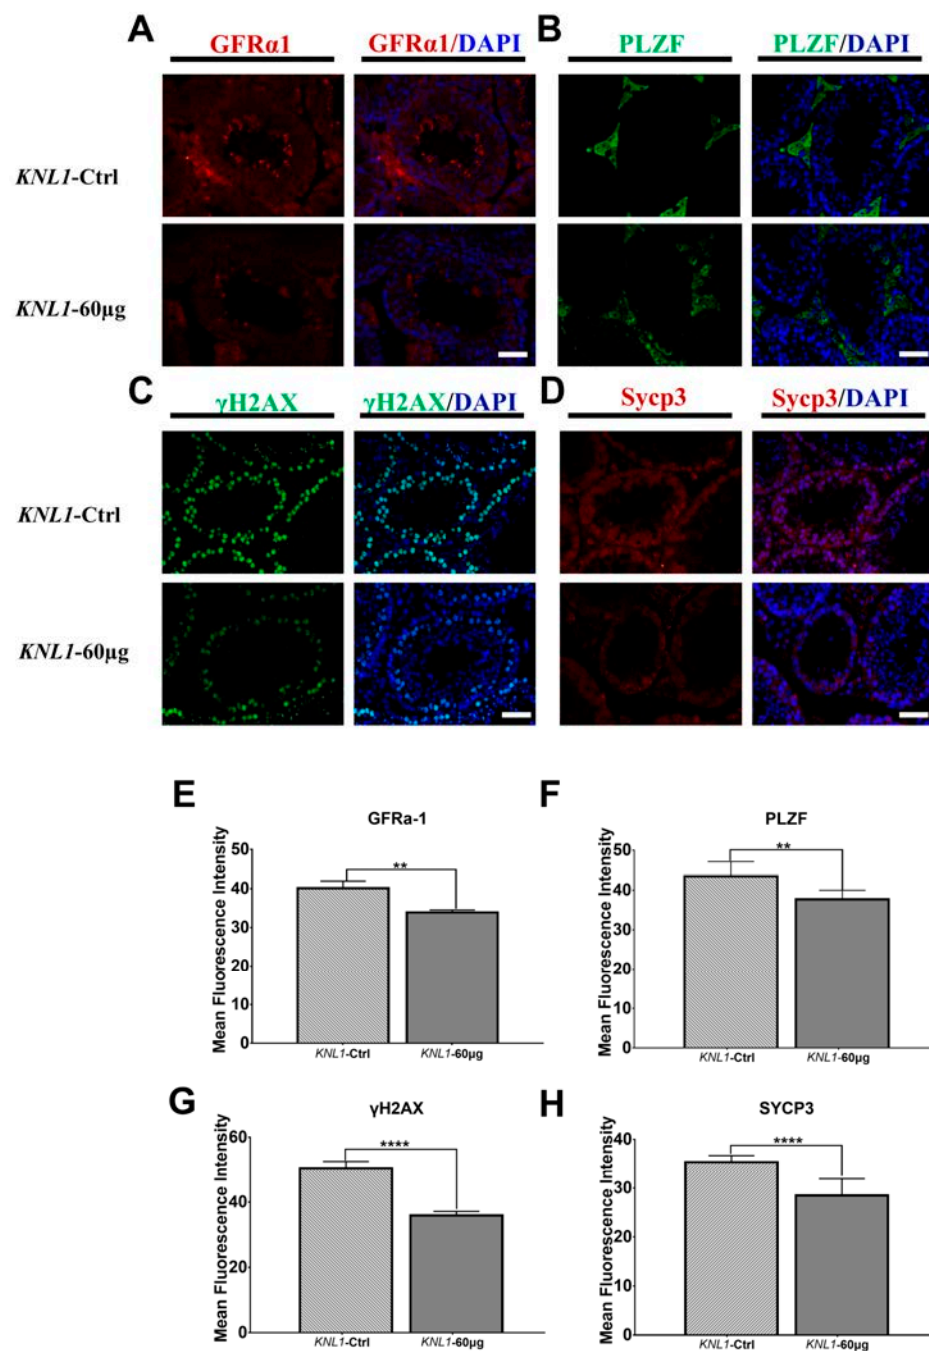 A
GFRα1
GFRα1/DAPI
B
PLZF
PLZF/DAPI
KNL1-Ctrl
KNL1-60μg
C
γH2AX
γH2AX/DAPI
D
Sycp3
Sycp3/DAPI
KNL1-Ctrl
KNL1-60μg
E
GFRa-1
Mean Fluorescence Intensity
50
40
30
20
10
0
**
KNL1-Ctrl
KNL1-60μg
F
PLZF
Mean Fluorescence Intensity
50
40
30
20
10
0
**
KNL1-Ctrl
KNL1-60μg
G
γH2AX
Mean Fluorescence Intensity
60
40
20
0
****
KNL1-Ctrl
KNL1-60μg
H
SYCP3
Mean Fluorescence Intensity
40
30
20
10
0
****
KNL1-Ctrl
KNL1-60μg